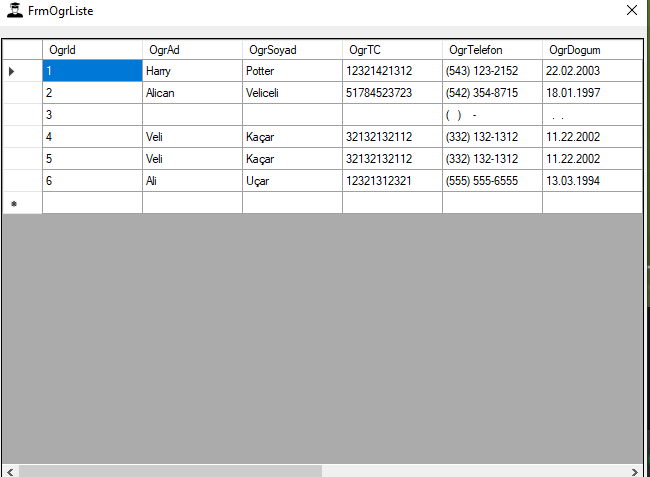 FrmOgrListe
OgrId OgrAd OgrSoyad OgrTC OgrTelefon OgrDogum
1 Harry Potter 12321421312 (543) 123-2152 22.02.2003
2 Alican Veliceli 51784523723 (542) 354-8715 18.01.1997
3 ( ) - . .
4 Veli Kaçar 32132132112 (332) 132-1312 11.22.2002
5 Veli Kaçar 32132132112 (332) 132-1312 11.22.2002
6 Ali Uçar 12321312321 (555) 555-6555 13.03.1994